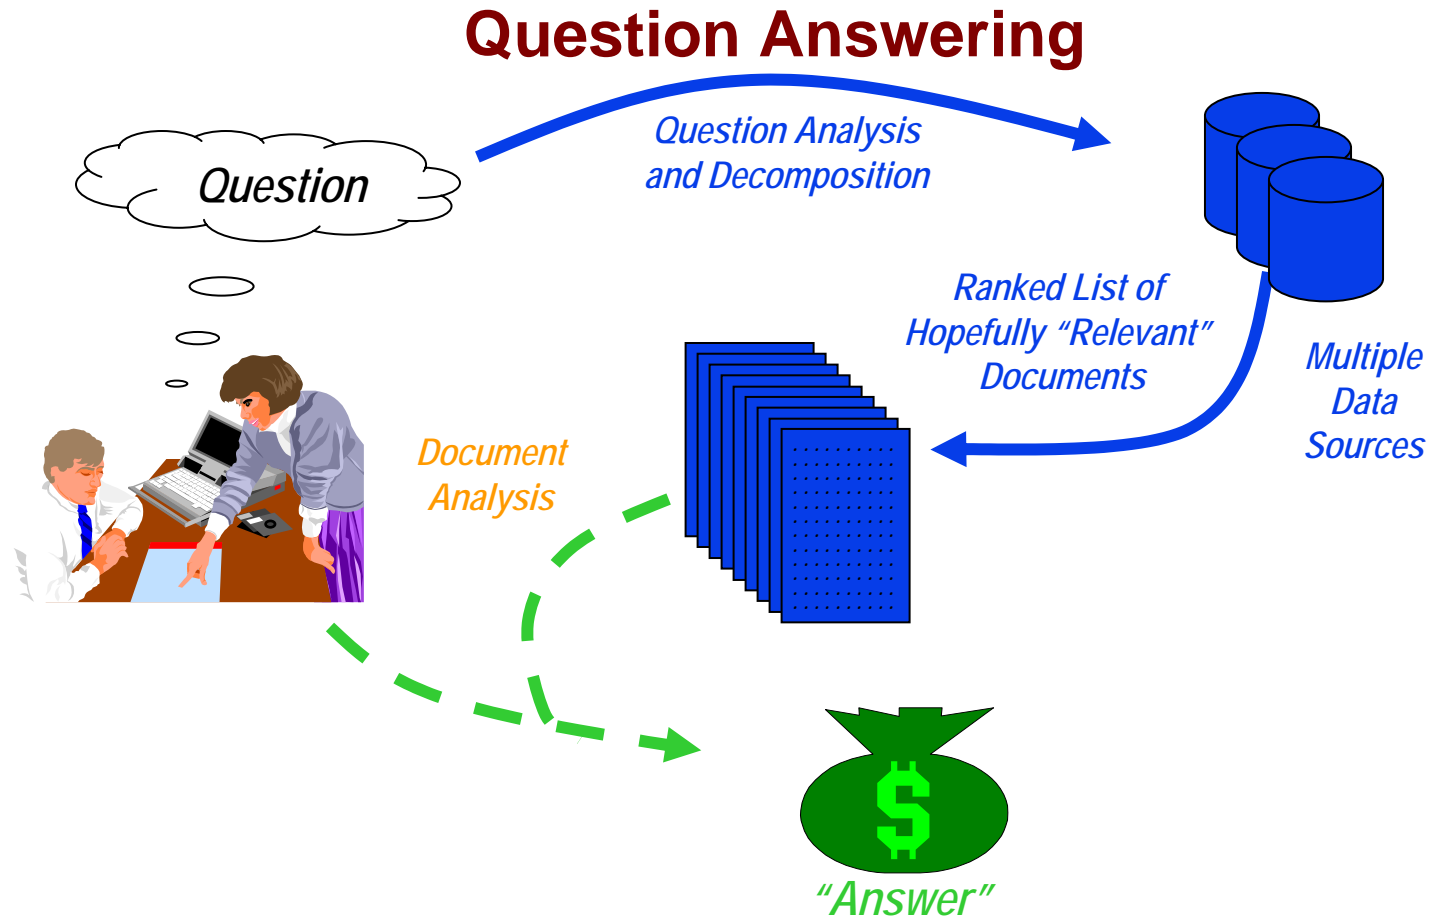 Question Answering
Question Analysis
and Decomposition
Question
Ranked List of
Hopefully “Relevant”
Documents
Multiple
Data
Sources
Document
Analysis
$
“Answer”